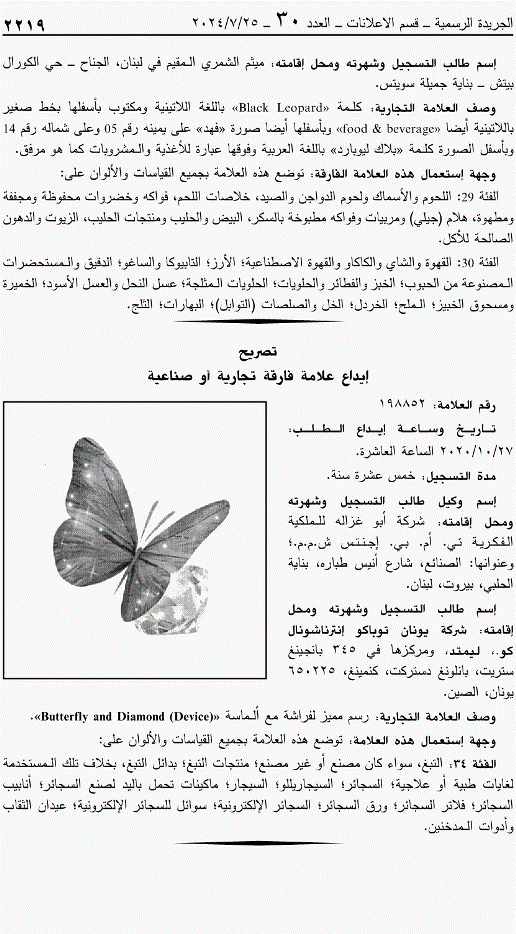 الجريدة الرسمية – قسم الاعلانات – العدد ٣٠ – ٢٠٢٤/٧/٢٥
٢٢١٩
إسم طالب التسجيل وشهرته ومحل إقامته: ميثم الشمري المقيم في لبنان، الجناح – حي الكورال
بيتش – بناية جميلة سويتس.
وصف العلامة التجارية: كلمة «Black Leopard» باللغة اللاتينية ومكتوب بأسفلها بخط صغير
باللاتينية أيضا «food & beverage» وبأسفلها أيضا صورة «فهد» على يمينه رقم 05 وعلى شماله رقم 14
وبأسفل الصورة كلمة «بلاك ليوبارد» باللغة العربية وفوقها عبارة للأغذية والمشروبات كما هو مرفق.
وجهة إستعمال هذه العلامة الفارقة: توضع هذه العلامة بجميع القياسات والألوان على:
الفئة 29: اللحوم والأسماك ولحوم الدواجن والصيد، خلاصات اللحم، فواكه وخضروات محفوظة ومجففة
ومطهوة، هلام (جيلي) ومربيات وفواكه مطبوخة بالسكر، البيض والحليب ومنتجات الحليب، الزيوت والدهون
الصالحة للأكل.
الفئة 30: القهوة والشاي والكاكاو والقهوة الاصطناعية؛ الأرز؛ التابيوكا والساغو؛ الدقيق والمستحضرات
المصنوعة من الحبوب؛ الخبز والفطائر والحلويات؛ الحلويات المثلجة؛ عسل النحل والعسل الأسود؛ الخميرة
ومسحوق الخبيز؛ الملح؛ الخردل؛ الخل والصلصات (التوابل)؛ البهارات؛ الثلج.
تصريح
إيداع علامة فارقة تجارية أو صناعية
رقم العلامة: ١٩٨٨٥٢
تاريخ وساعة إيداع الطلب:
٢٠٢٠/١٠/٢٧ الساعة العاشرة.
مدة التسجيل: خمس عشرة سنة.
إسم وكيل طالب التسجيل وشهرته
ومحل إقامته: شركة أبو غزاله للملكية
الفكرية تي. أم. بي. إجنتس ش.م.م.؛
وعنوانها: الصنائع، شارع أنيس طباره، بناية
الحلبي، بيروت، لبنان.
إسم طالب التسجيل وشهرته ومحل
إقامته: شركة يونان توباكو إنترناشونال
كو.، ليمتد، ومركزها في ٣٤٥ بانجينغ
ستريت، بانلونغ دستركت، كنمينغ، ٦٥٠٢٢٥
يونان، الصين.
وصف العلامة التجارية: رسم مميز لفراشة مع ألماسة «Butterfly and Diamond (Device)».
وجهة إستعمال هذه العلامة: توضع هذه العلامة بجميع القياسات والألوان على:
الفئة ٣٤: التبغ، سواء كان مصنع أو غير مصنع؛ منتجات التبغ؛ بدائل التبغ، بخلاف تلك المستخدمة
لغايات طبية أو علاجية؛ السجائر؛ السيجاريللو؛ السيجار؛ ماكينات تحمل باليد لصنع السجائر؛ أنابيب
السجائر؛ فلاتر السجائر؛ ورق السجائر؛ السجائر الإلكترونية؛ سوائل للسجائر الإلكترونية؛ عيدان الثقاب
وأدوات المدخنين.